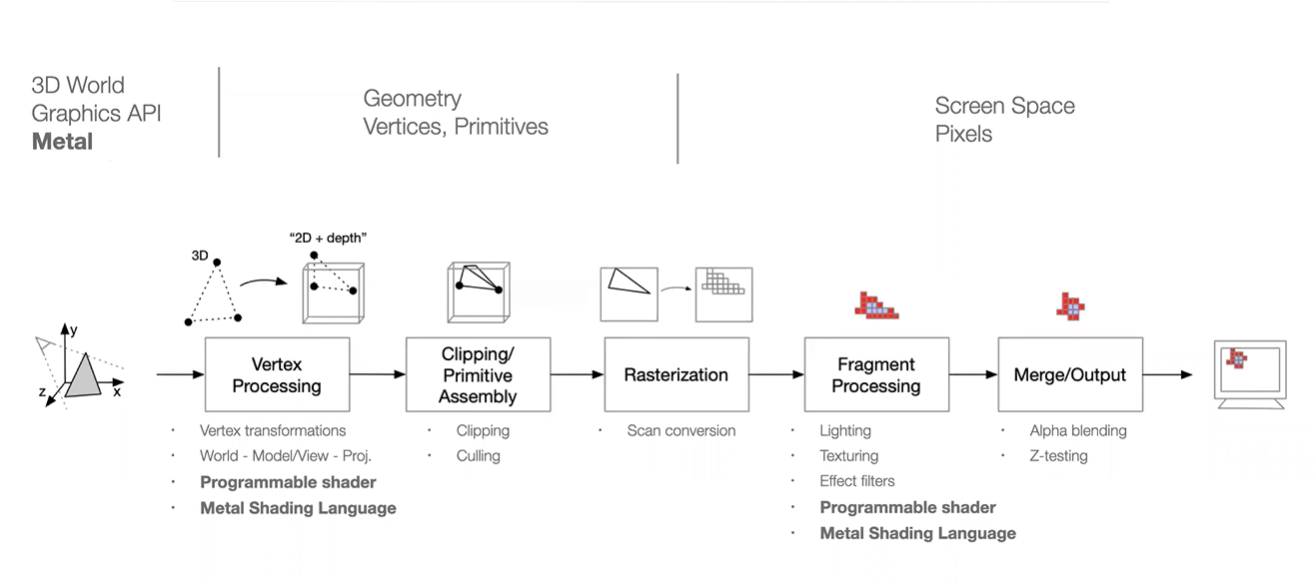 3D World
Graphics API
Metal
Geometry
Vertices, Primitives
Screen Space
Pixels
3D
“2D + depth”
y
z
x
Vertex
Processing
Clipping/
Primitive
Assembly
Rasterization
Fragment
Processing
Merge/Output
· Vertex transformations
· World - Model/View - Proj.
· Programmable shader
· Metal Shading Language
· Clipping
· Culling
· Scan conversion
· Lighting
· Texturing
· Effect filters
· Programmable shader
· Metal Shading Language
· Alpha blending
· Z-testing